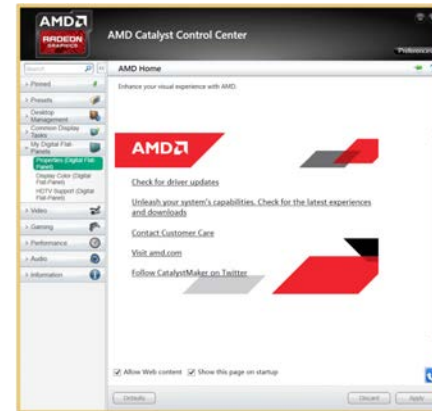 AMD
RADEON
GRAPHICS
AMD Catalyst Control Center
Preferences
Search
AMD Home
Pinned
Presets
Desktop
Management
Common Display
Tasks
My Digital Flat-
Panels
Properties (Digital Flat-
Panel)
Display Color (Digital
Flat-Panel)
HDTV Support (Digital
Flat-Panel)
Video
Gaming
Performance
Audio
Information
Enhance your visual experience with AMD.
AMD
Check for driver updates
Unleash your system's capabilities. Check for the latest experiences
and downloads
Contact Customer Care
Visit amd.com
Follow CatalystMaker on Twitter
Allow Web content Show this page on startup
Defaults Discard Apply